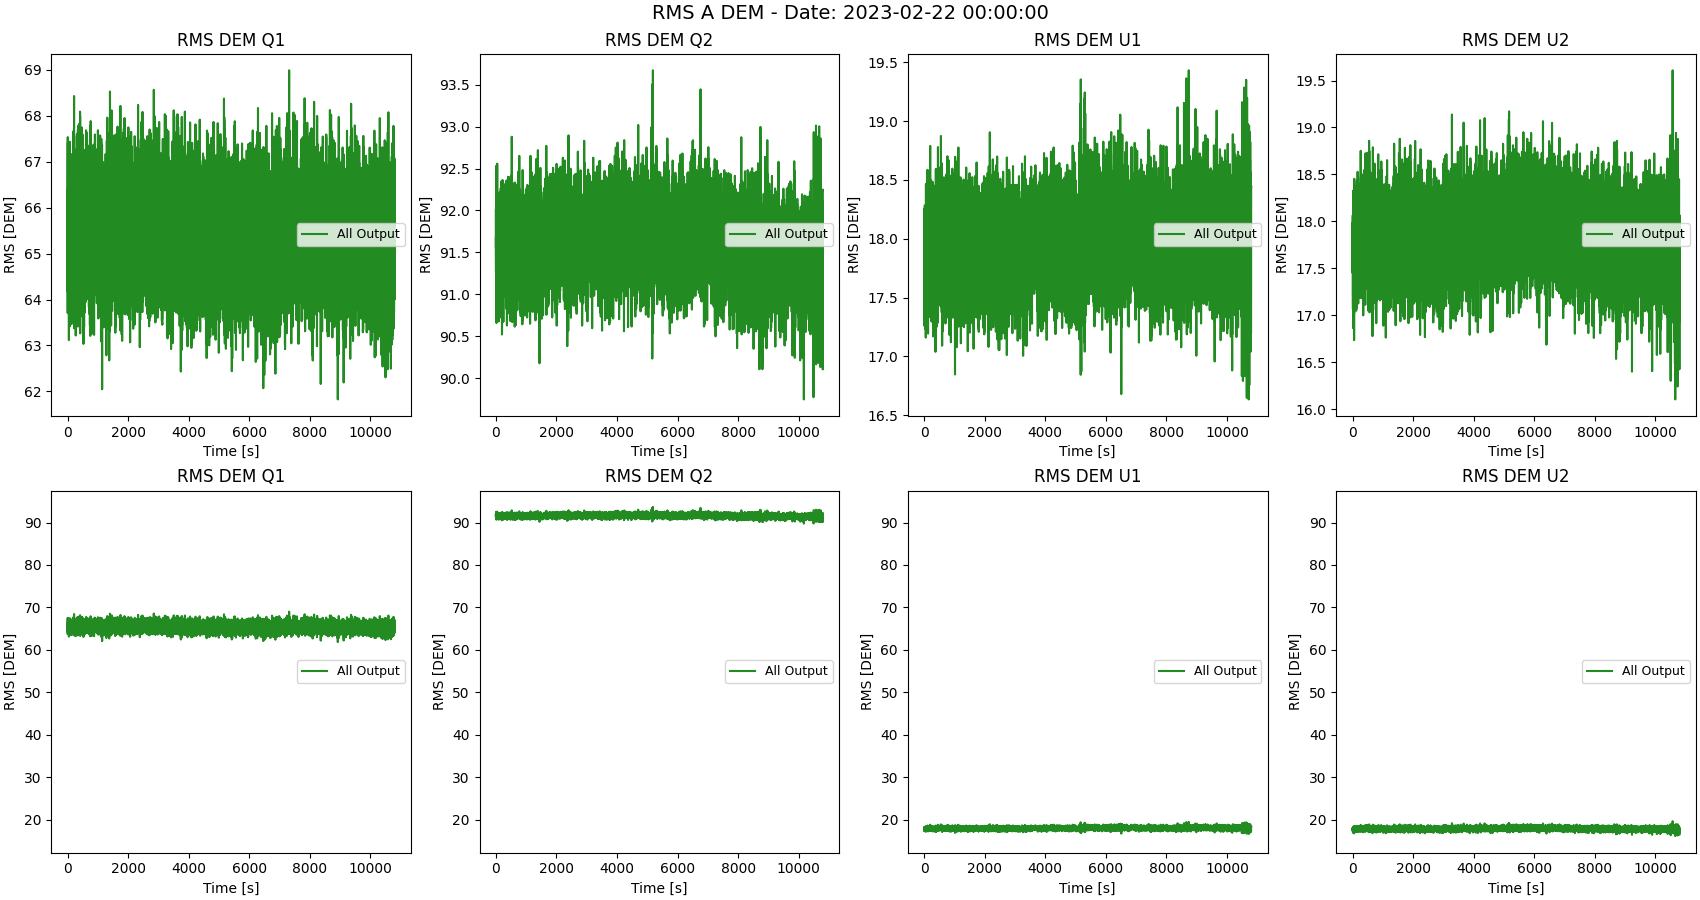 RMS A DEM - Date: 2023-02-22 00:00:00
RMS DEM Q1
RMS [DEM]
69
68
67
66
65
64
63
62
0 2000 4000 6000 8000 10000
Time [s]
All Output
RMS DEM Q2
RMS [DEM]
93.5
93.0
92.5
92.0
91.5
91.0
90.5
90.0
0 2000 4000 6000 8000 10000
Time [s]
All Output
RMS DEM U1
RMS [DEM]
19.5
19.0
18.5
18.0
17.5
17.0
16.5
0 2000 4000 6000 8000 10000
Time [s]
All Output
RMS DEM U2
RMS [DEM]
19.5
19.0
18.5
18.0
17.5
17.0
16.5
16.0
0 2000 4000 6000 8000 10000
Time [s]
All Output
RMS DEM Q1
RMS [DEM]
90
80
70
60
50
40
30
20
0 2000 4000 6000 8000 10000
Time [s]
All Output
RMS DEM Q2
RMS [DEM]
90
80
70
60
50
40
30
20
0 2000 4000 6000 8000 10000
Time [s]
All Output
RMS DEM U1
RMS [DEM]
90
80
70
60
50
40
30
20
0 2000 4000 6000 8000 10000
Time [s]
All Output
RMS DEM U2
RMS [DEM]
90
80
70
60
50
40
30
20
0 2000 4000 6000 8000 10000
Time [s]
All Output